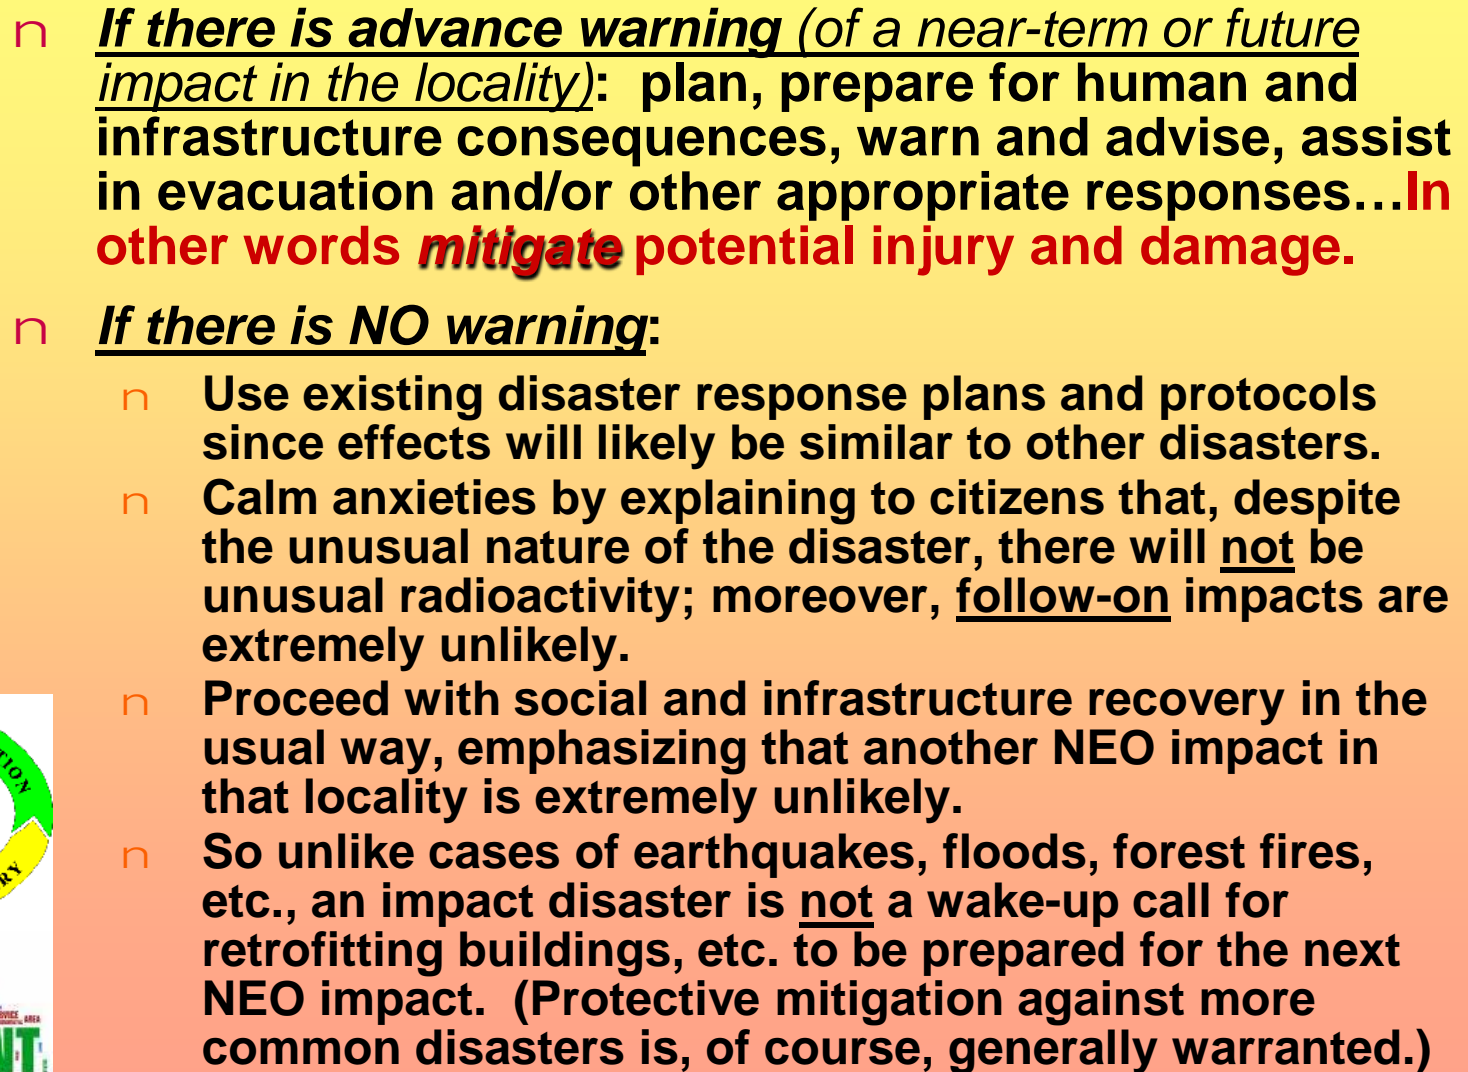 n If there is advance warning (of a near-term or future
impact in the locality): plan, prepare for human and
infrastructure consequences, warn and advise, assist
in evacuation and/or other appropriate responses…In
other words mitigate potential injury and damage.
n If there is NO warning:
n Use existing disaster response plans and protocols
since effects will likely be similar to other disasters.
n Calm anxieties by explaining to citizens that, despite
the unusual nature of the disaster, there will not be
unusual radioactivity; moreover, follow-on impacts are
extremely unlikely.
n Proceed with social and infrastructure recovery in the
usual way, emphasizing that another NEO impact in
that locality is extremely unlikely.
n So unlike cases of earthquakes, floods, forest fires,
etc., an impact disaster is not a wake-up call for
retrofitting buildings, etc. to be prepared for the next
NEO impact. (Protective mitigation against more
common disasters is, of course, generally warranted.)